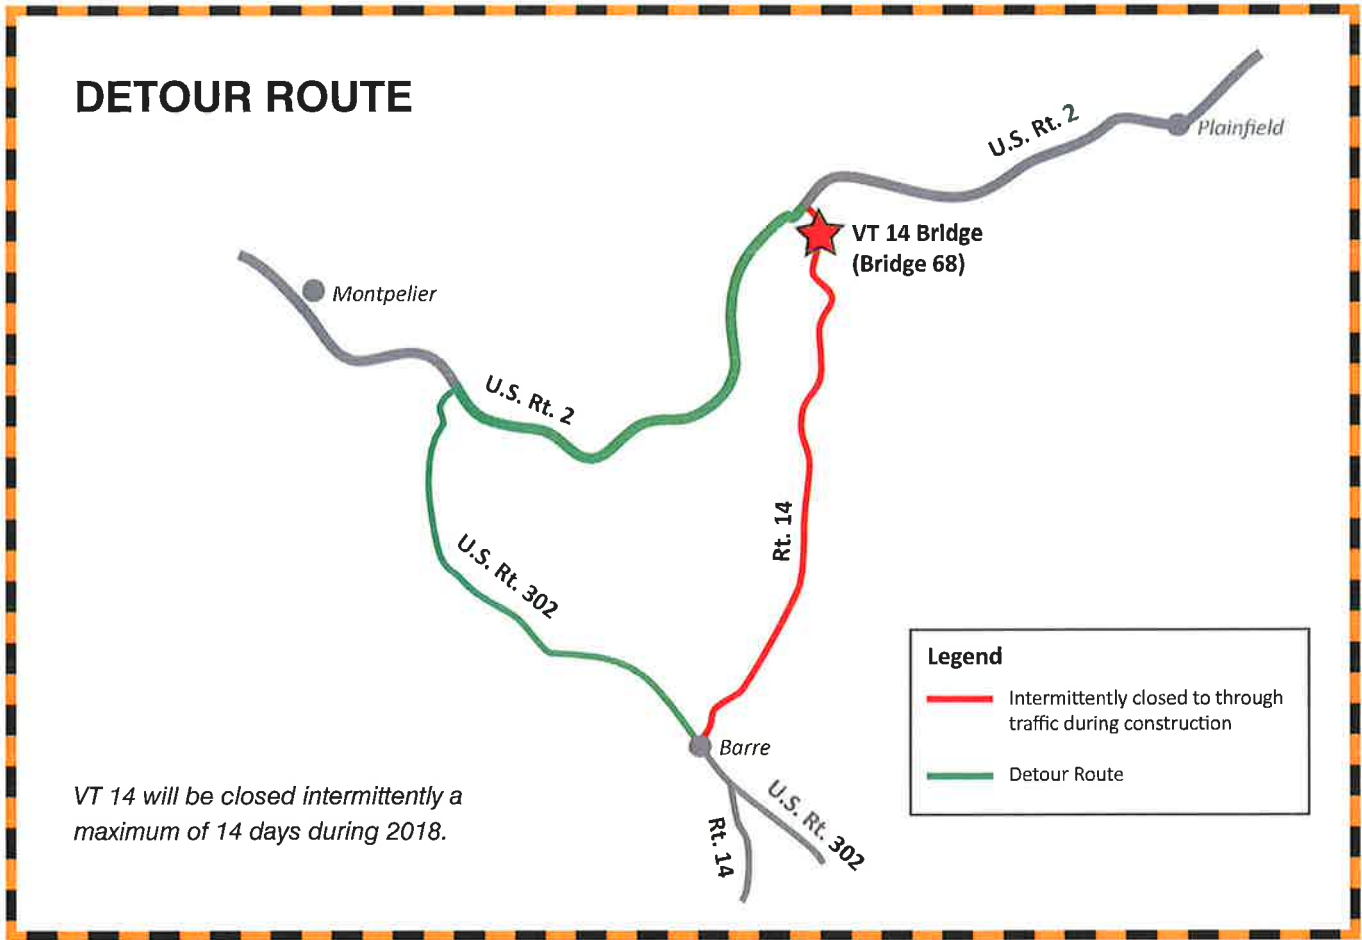 DETOUR ROUTE
U.S. Rt. 2
Plainfield
VT 14 Bridge
(Bridge 68)
Montpelier
U.S. Rt. 2
Rt. 14
U.S. Rt. 302
Legend
Intermittently closed to through
traffic during construction
Detour Route
Barre
VT 14 will be closed intermittently a
maximum of 14 days during 2018.
U.S. Rt. 302
Rt. 14